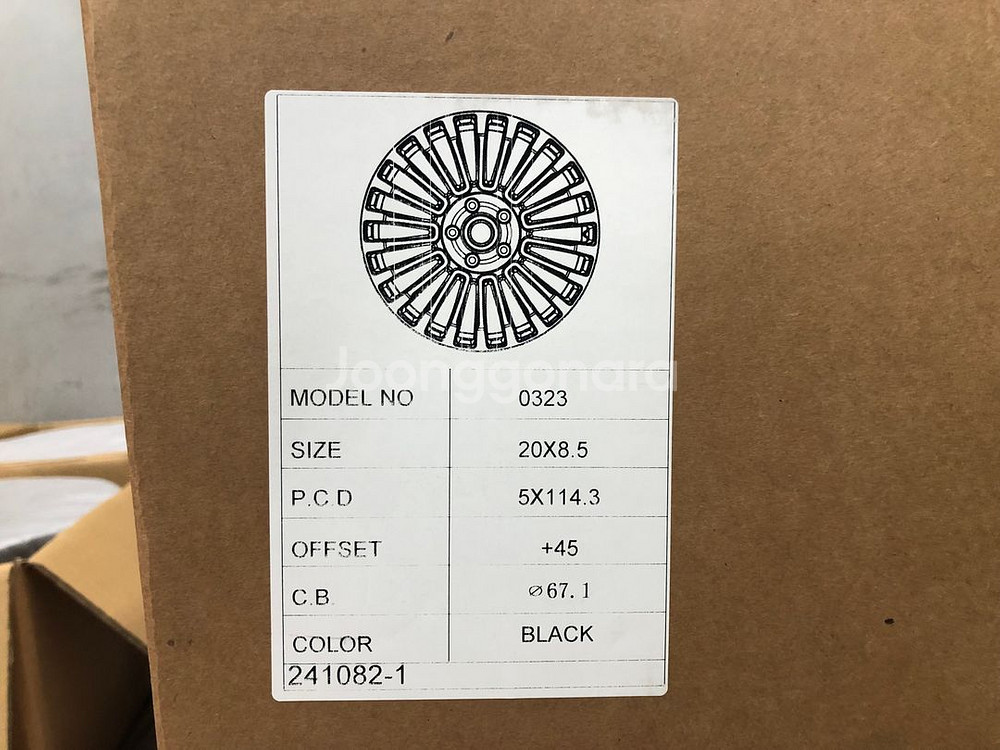 Joonggonara
MODEL NO 0323
SIZE 20X8.5
P.C.D 5X114.3
OFFSET +45
C.B. ⌀67.1
COLOR BLACK
241082-1